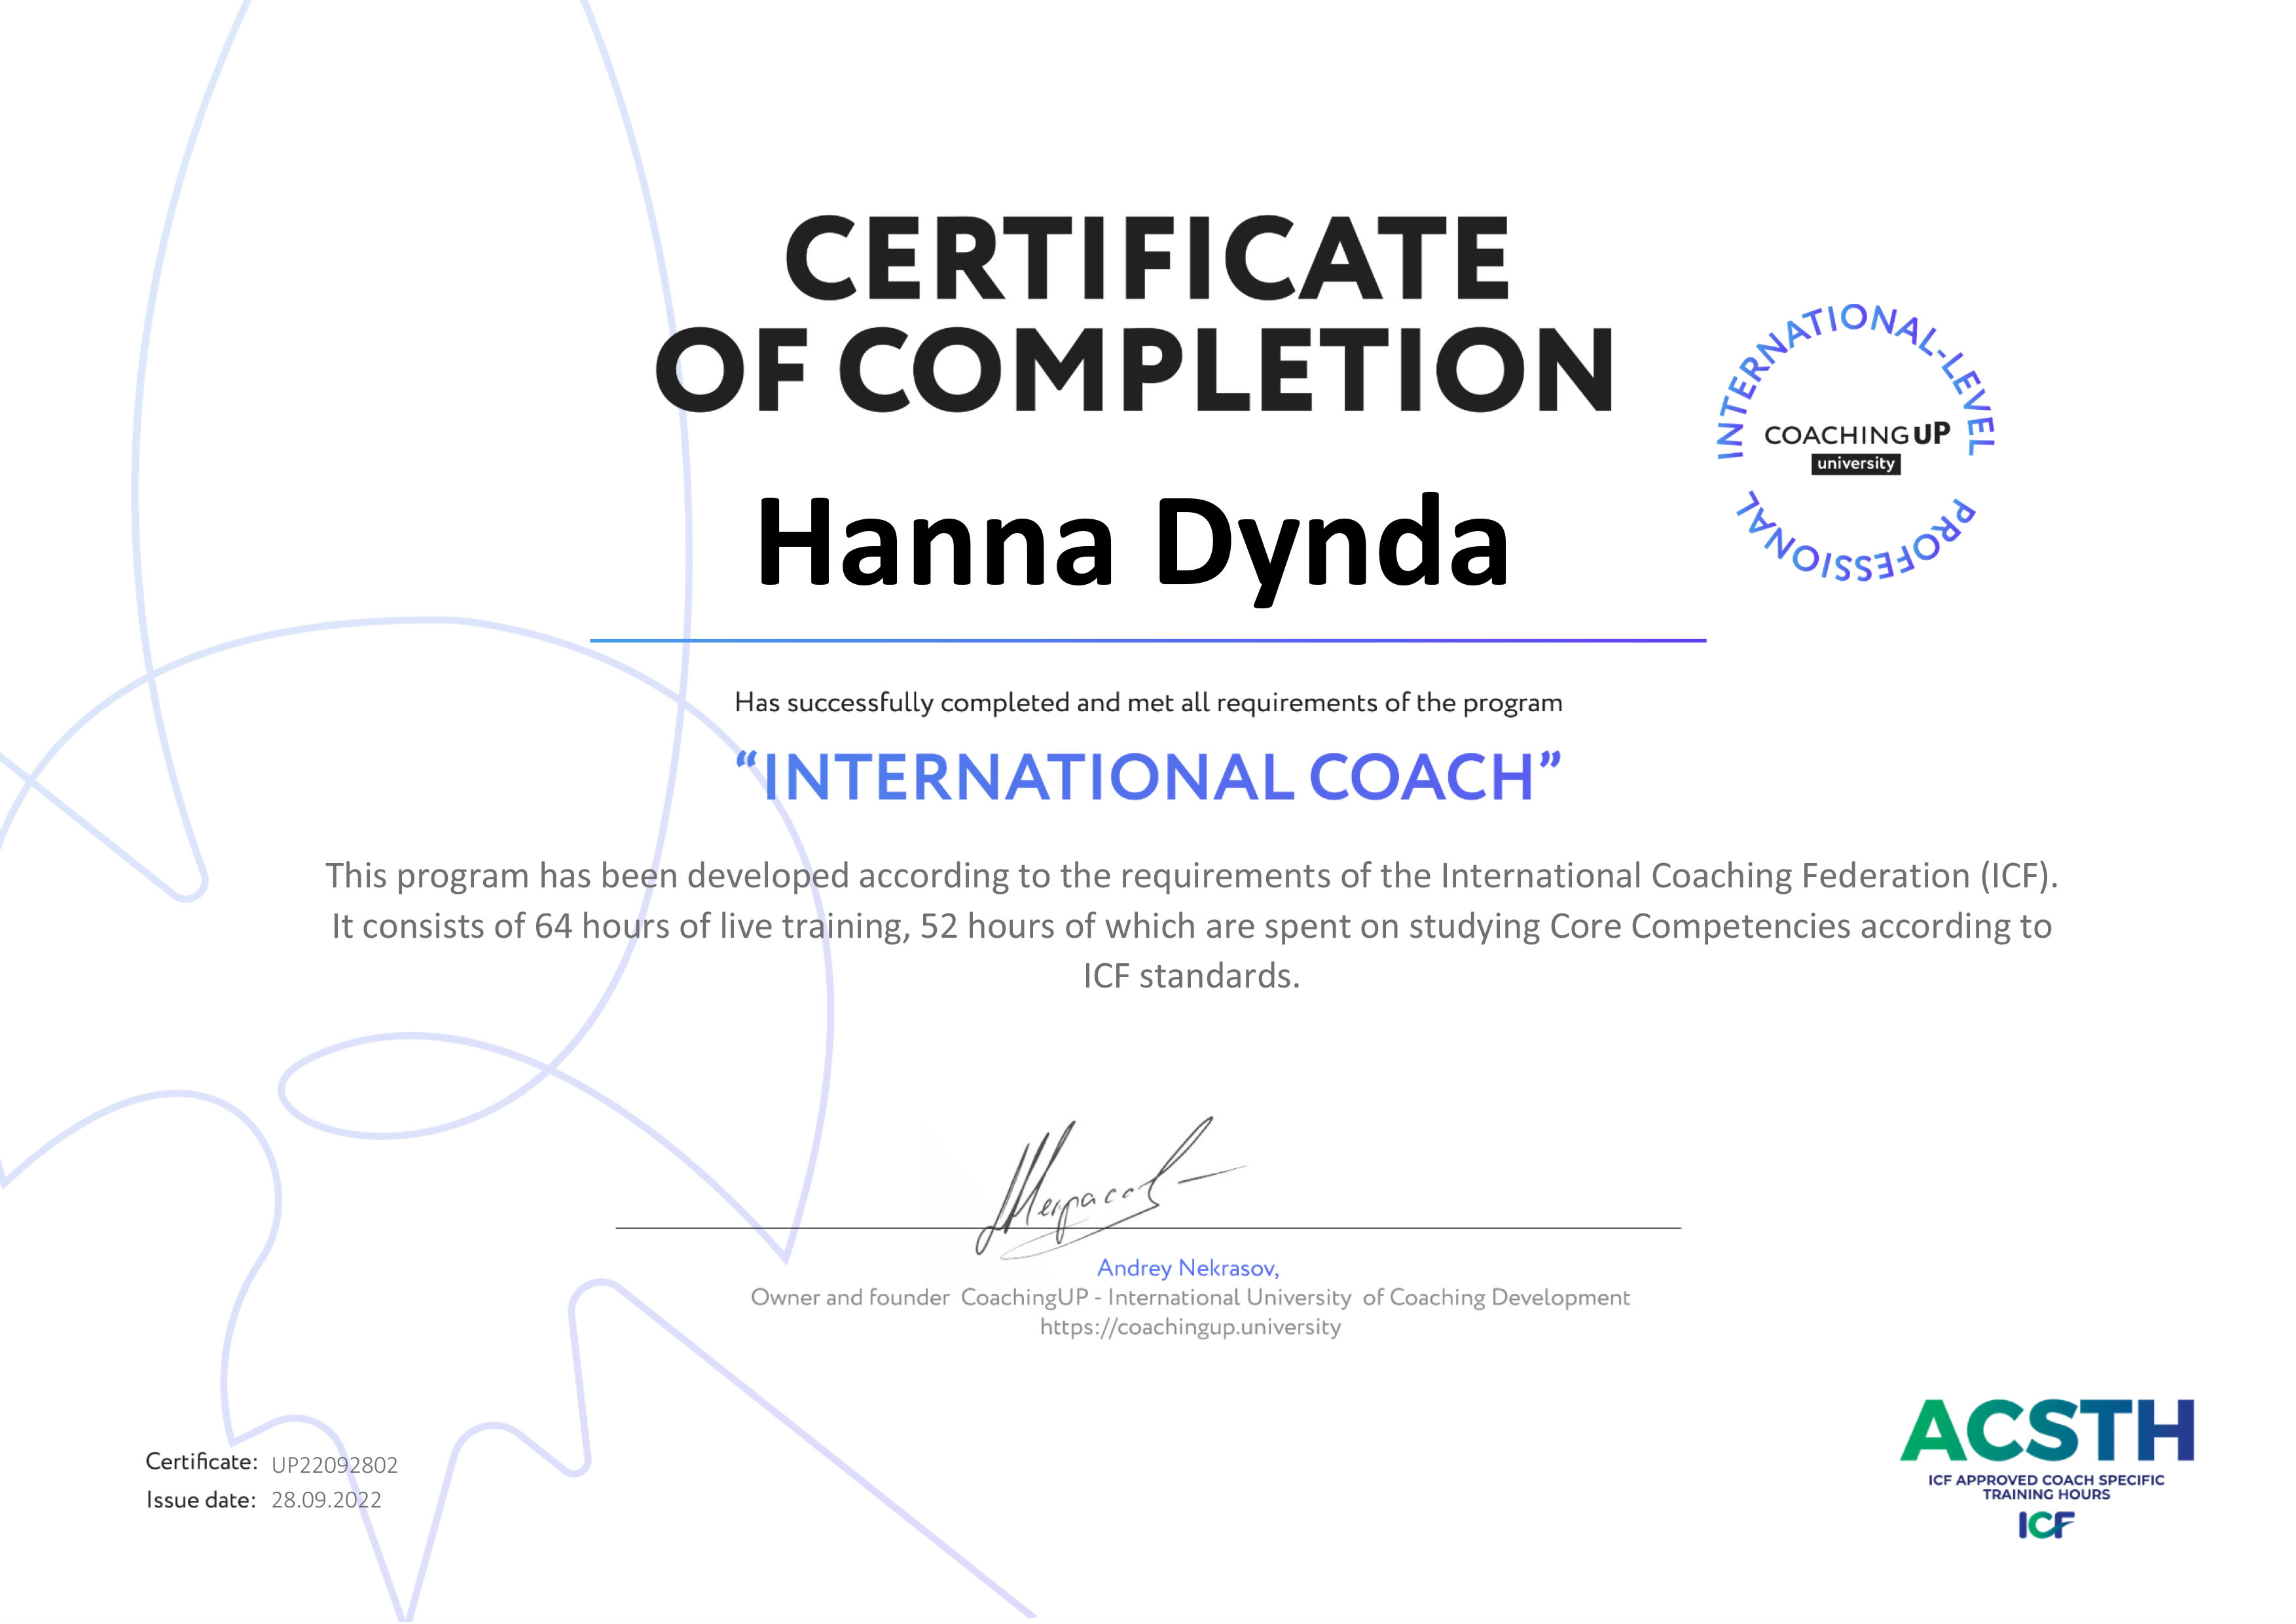 CERTIFICATE
OF COMPLETION
INTERNATIONAL-LEVEL
COACHINGUP
university
PROFESSIONAL
Hanna Dynda
Has successfully completed and met all requirements of the program
“INTERNATIONAL COACH”
This program has been developed according to the requirements of the International Coaching Federation (ICF).
It consists of 64 hours of live training, 52 hours of which are spent on studying Core Competencies according to
ICF standards.
Andrey Nekrasov,
Owner and founder CoachingUP - International University of Coaching Development
https://coachingup.university
Certificate: UP22092802
Issue date: 28.09.2022
ACSTH
ICF APPROVED COACH SPECIFIC
TRAINING HOURS
ICF